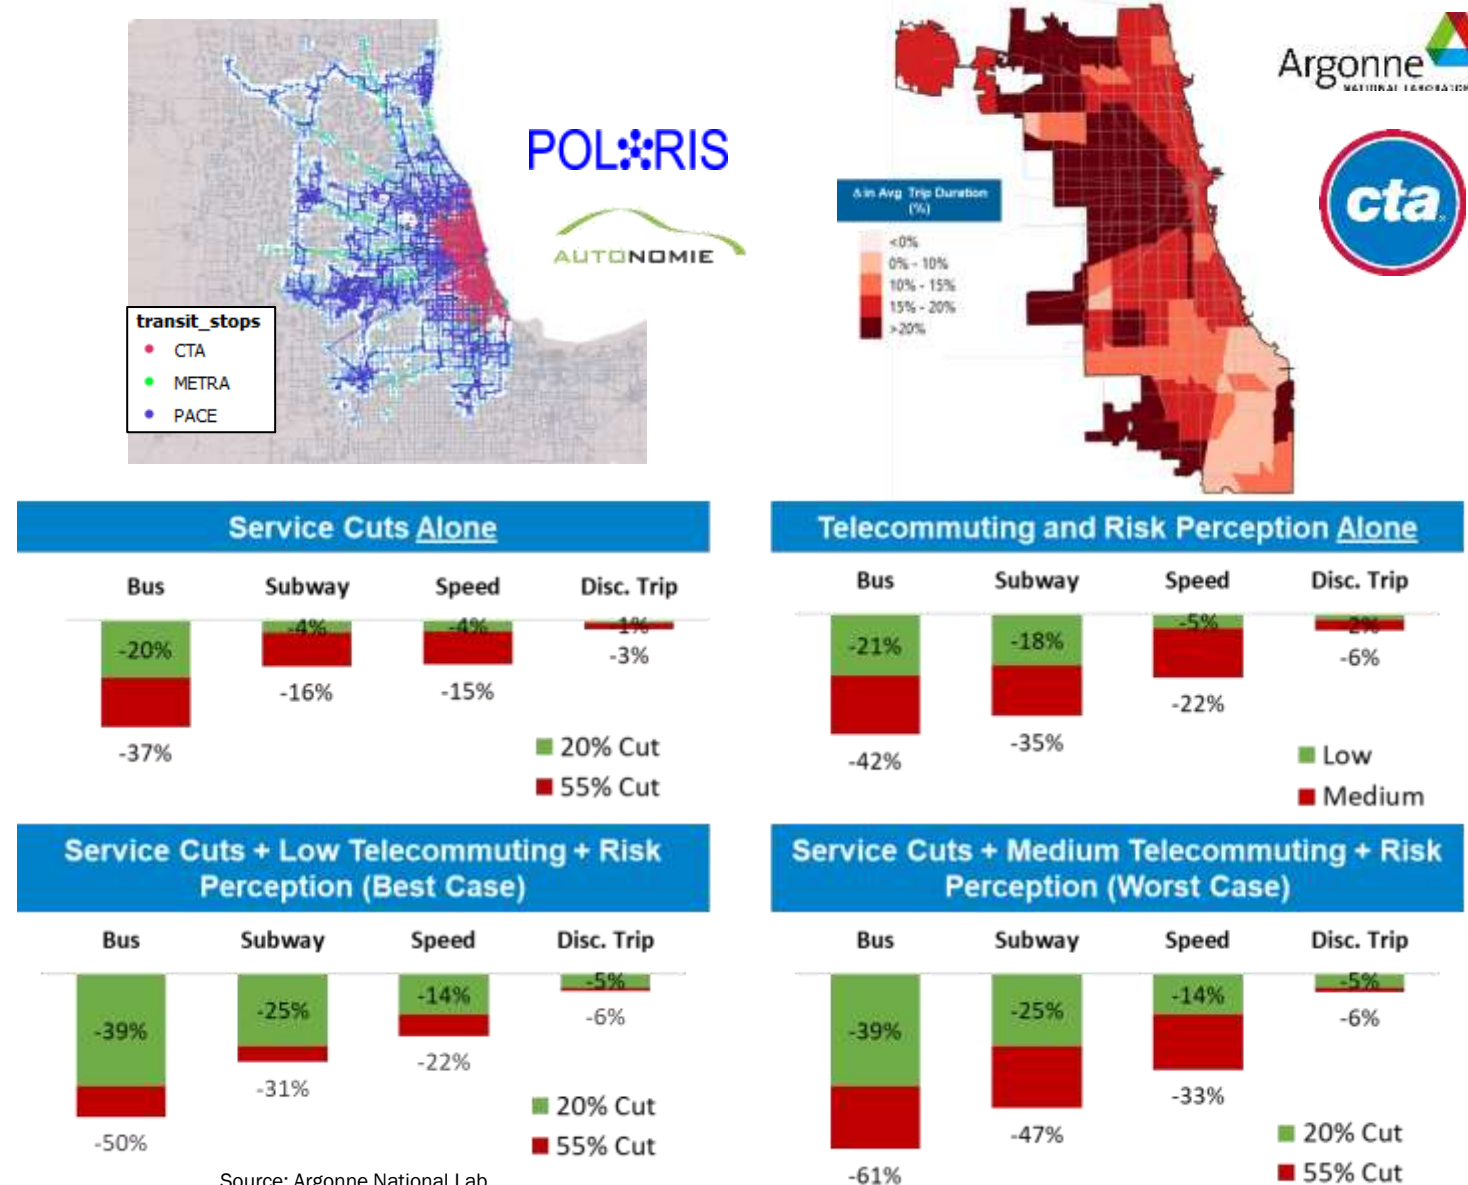 POLARIS
AUTONOMIE
transit_stops
CTA
METRA
PACE
Argonne
NATIONAL LABORATOR
cta
Δ in Avg Trip Duration
(%)
<0%
0% - 10%
10% - 15%
15% - 20%
>20%
Service Cuts Alone
Bus Subway Speed Disc. Trip
-20% -4% -4% -1%
-37% -16% -15% -3%
20% Cut
55% Cut
Telecommuting and Risk Perception Alone
Bus Subway Speed Disc. Trip
-21% -18% -5% -2%
-42% -35% -22% -6%
Low
Medium
Service Cuts + Low Telecommuting + Risk
Perception (Best Case)
Bus Subway Speed Disc. Trip
-39% -25% -14% -5%
-50% -31% -22% -6%
20% Cut
55% Cut
Source: Argonne National Lab
Service Cuts + Medium Telecommuting + Risk
Perception (Worst Case)
Bus Subway Speed Disc. Trip
-39% -25% -14% -5%
-61% -47% -33% -6%
20% Cut
55% Cut